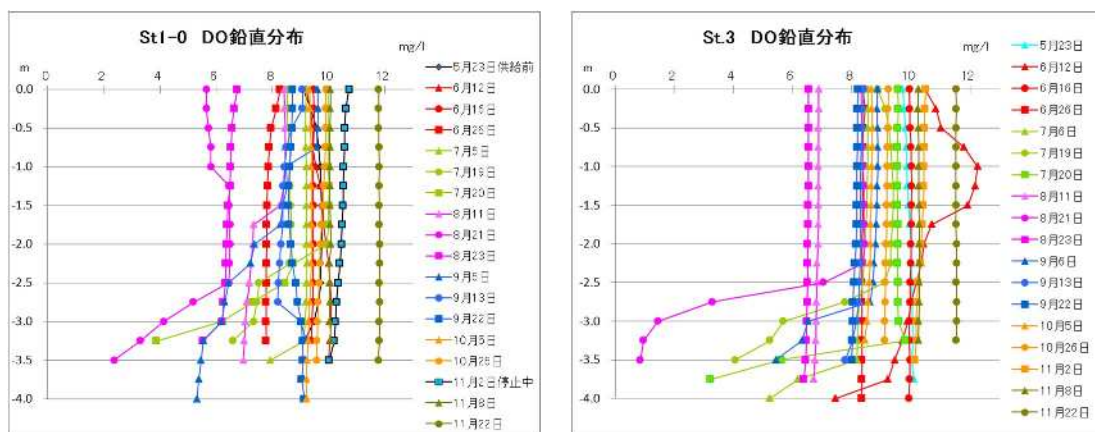 St1-0 DO鉛直分布
mg/l
m
0 2 4 6 8 10 12
0.0
-0.5
-1.0
-1.5
-2.0
-2.5
-3.0
-3.5
-4.0
5月23日供給前
6月12日
6月15日
6月25日
7月5日
7月19日
7月20日
8月11日
8月21日
8月23日
9月5日
9月13日
9月22日
10月5日
10月26日
11月2日停止中
11月8日
11月22日
St.3 DO鉛直分布
mg/l
m
0 2 4 6 8 10 12
0.0
-0.5
-1.0
-1.5
-2.0
-2.5
-3.0
-3.5
-4.0
5月23日
6月12日
6月16日
6月26日
7月6日
7月19日
7月20日
8月11日
8月21日
8月23日
9月6日
9月13日
9月22日
10月5日
10月26日
11月2日
11月8日
11月22日